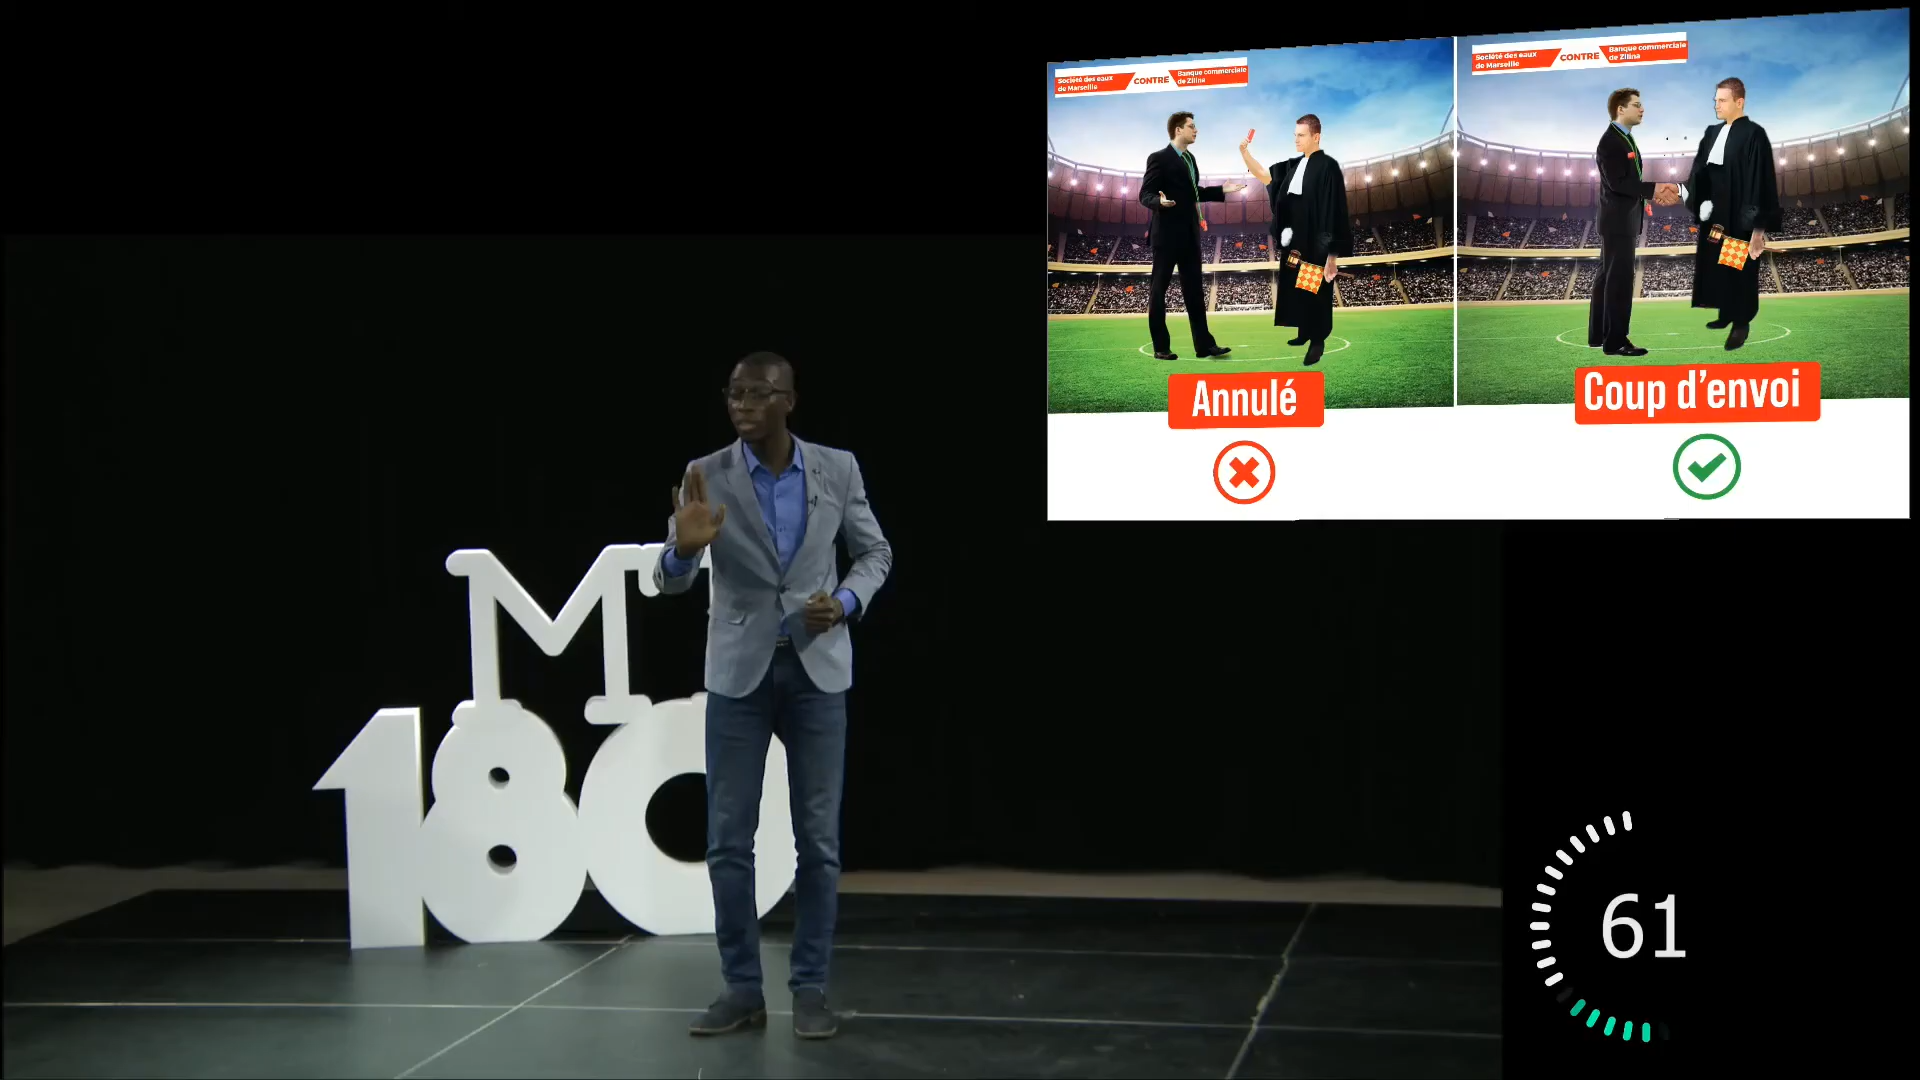 Société des eaux
de Marseille
CONTRE
Banque commerciale
de Zilina
Société des eaux
de Marseille
CONTRE
Banque commerciale
de Zilina
Annulé
Coup d'envoi
MT
180
61